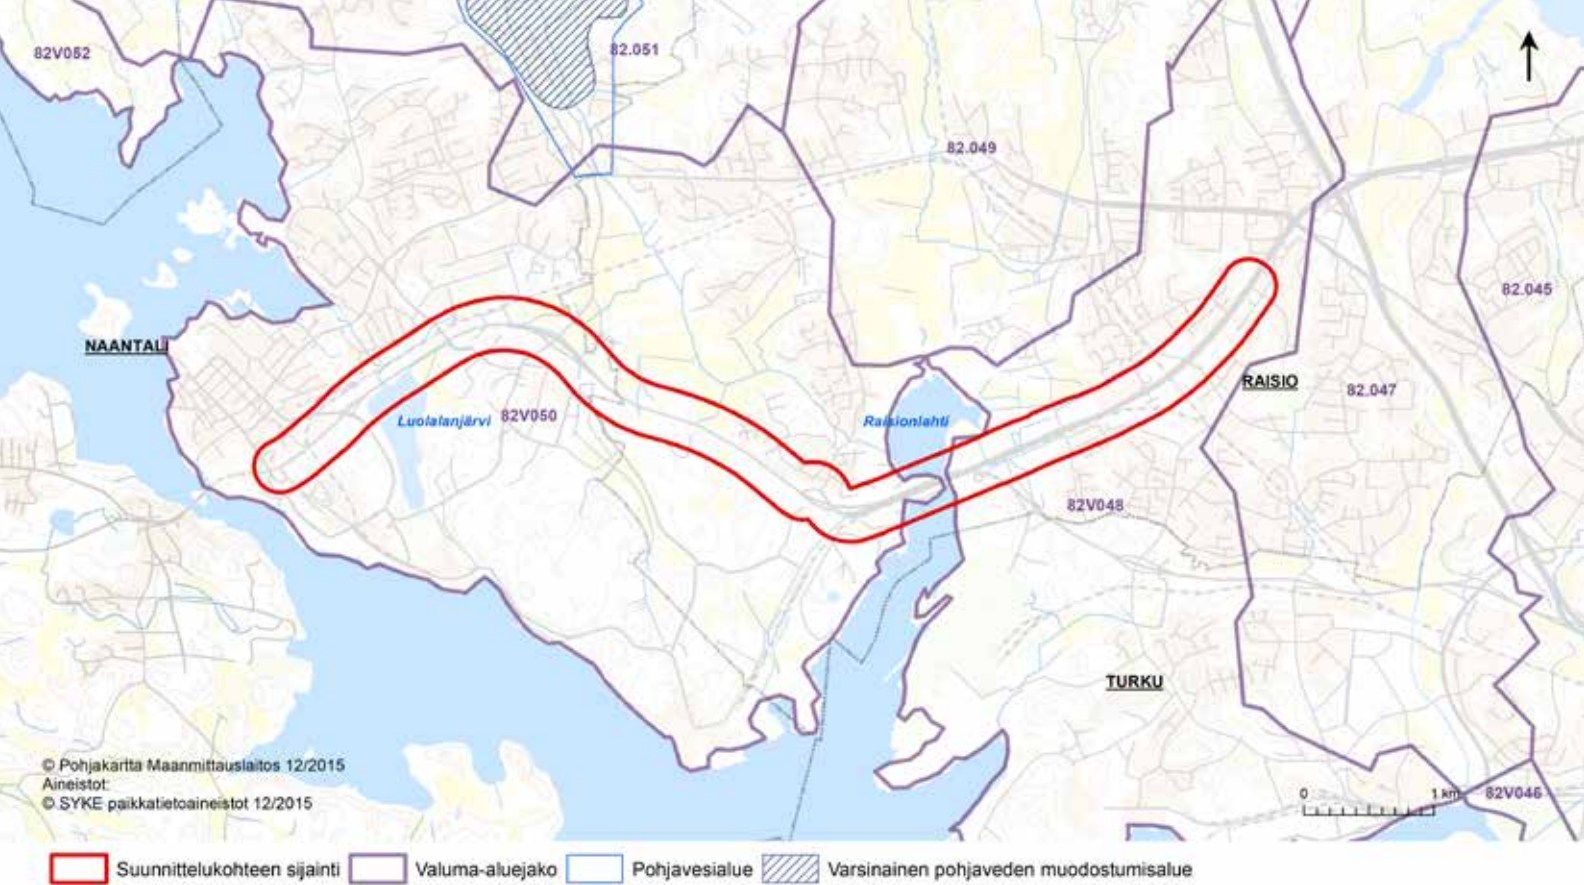 82V052
82.051
82.049
82.045
NAANTALI
RAISIO
82.047
Luolalanjärvi
82V050
Raisionlahti
82V048
TURKU
© Pohjakartta Maanmittauslaitos 12/2015
Aineistot:
© SYKE paikkatietoaineistot 12/2015
0 1 km
82V046
Suunnittelukohteen sijainti Valuma-aluejako Pohjavesialue Varsinainen pohjaveden muodostumisalue